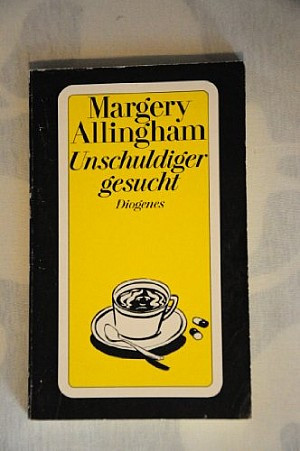 Margery
Allingham
Unschuldiger
gesucht
Diogenes